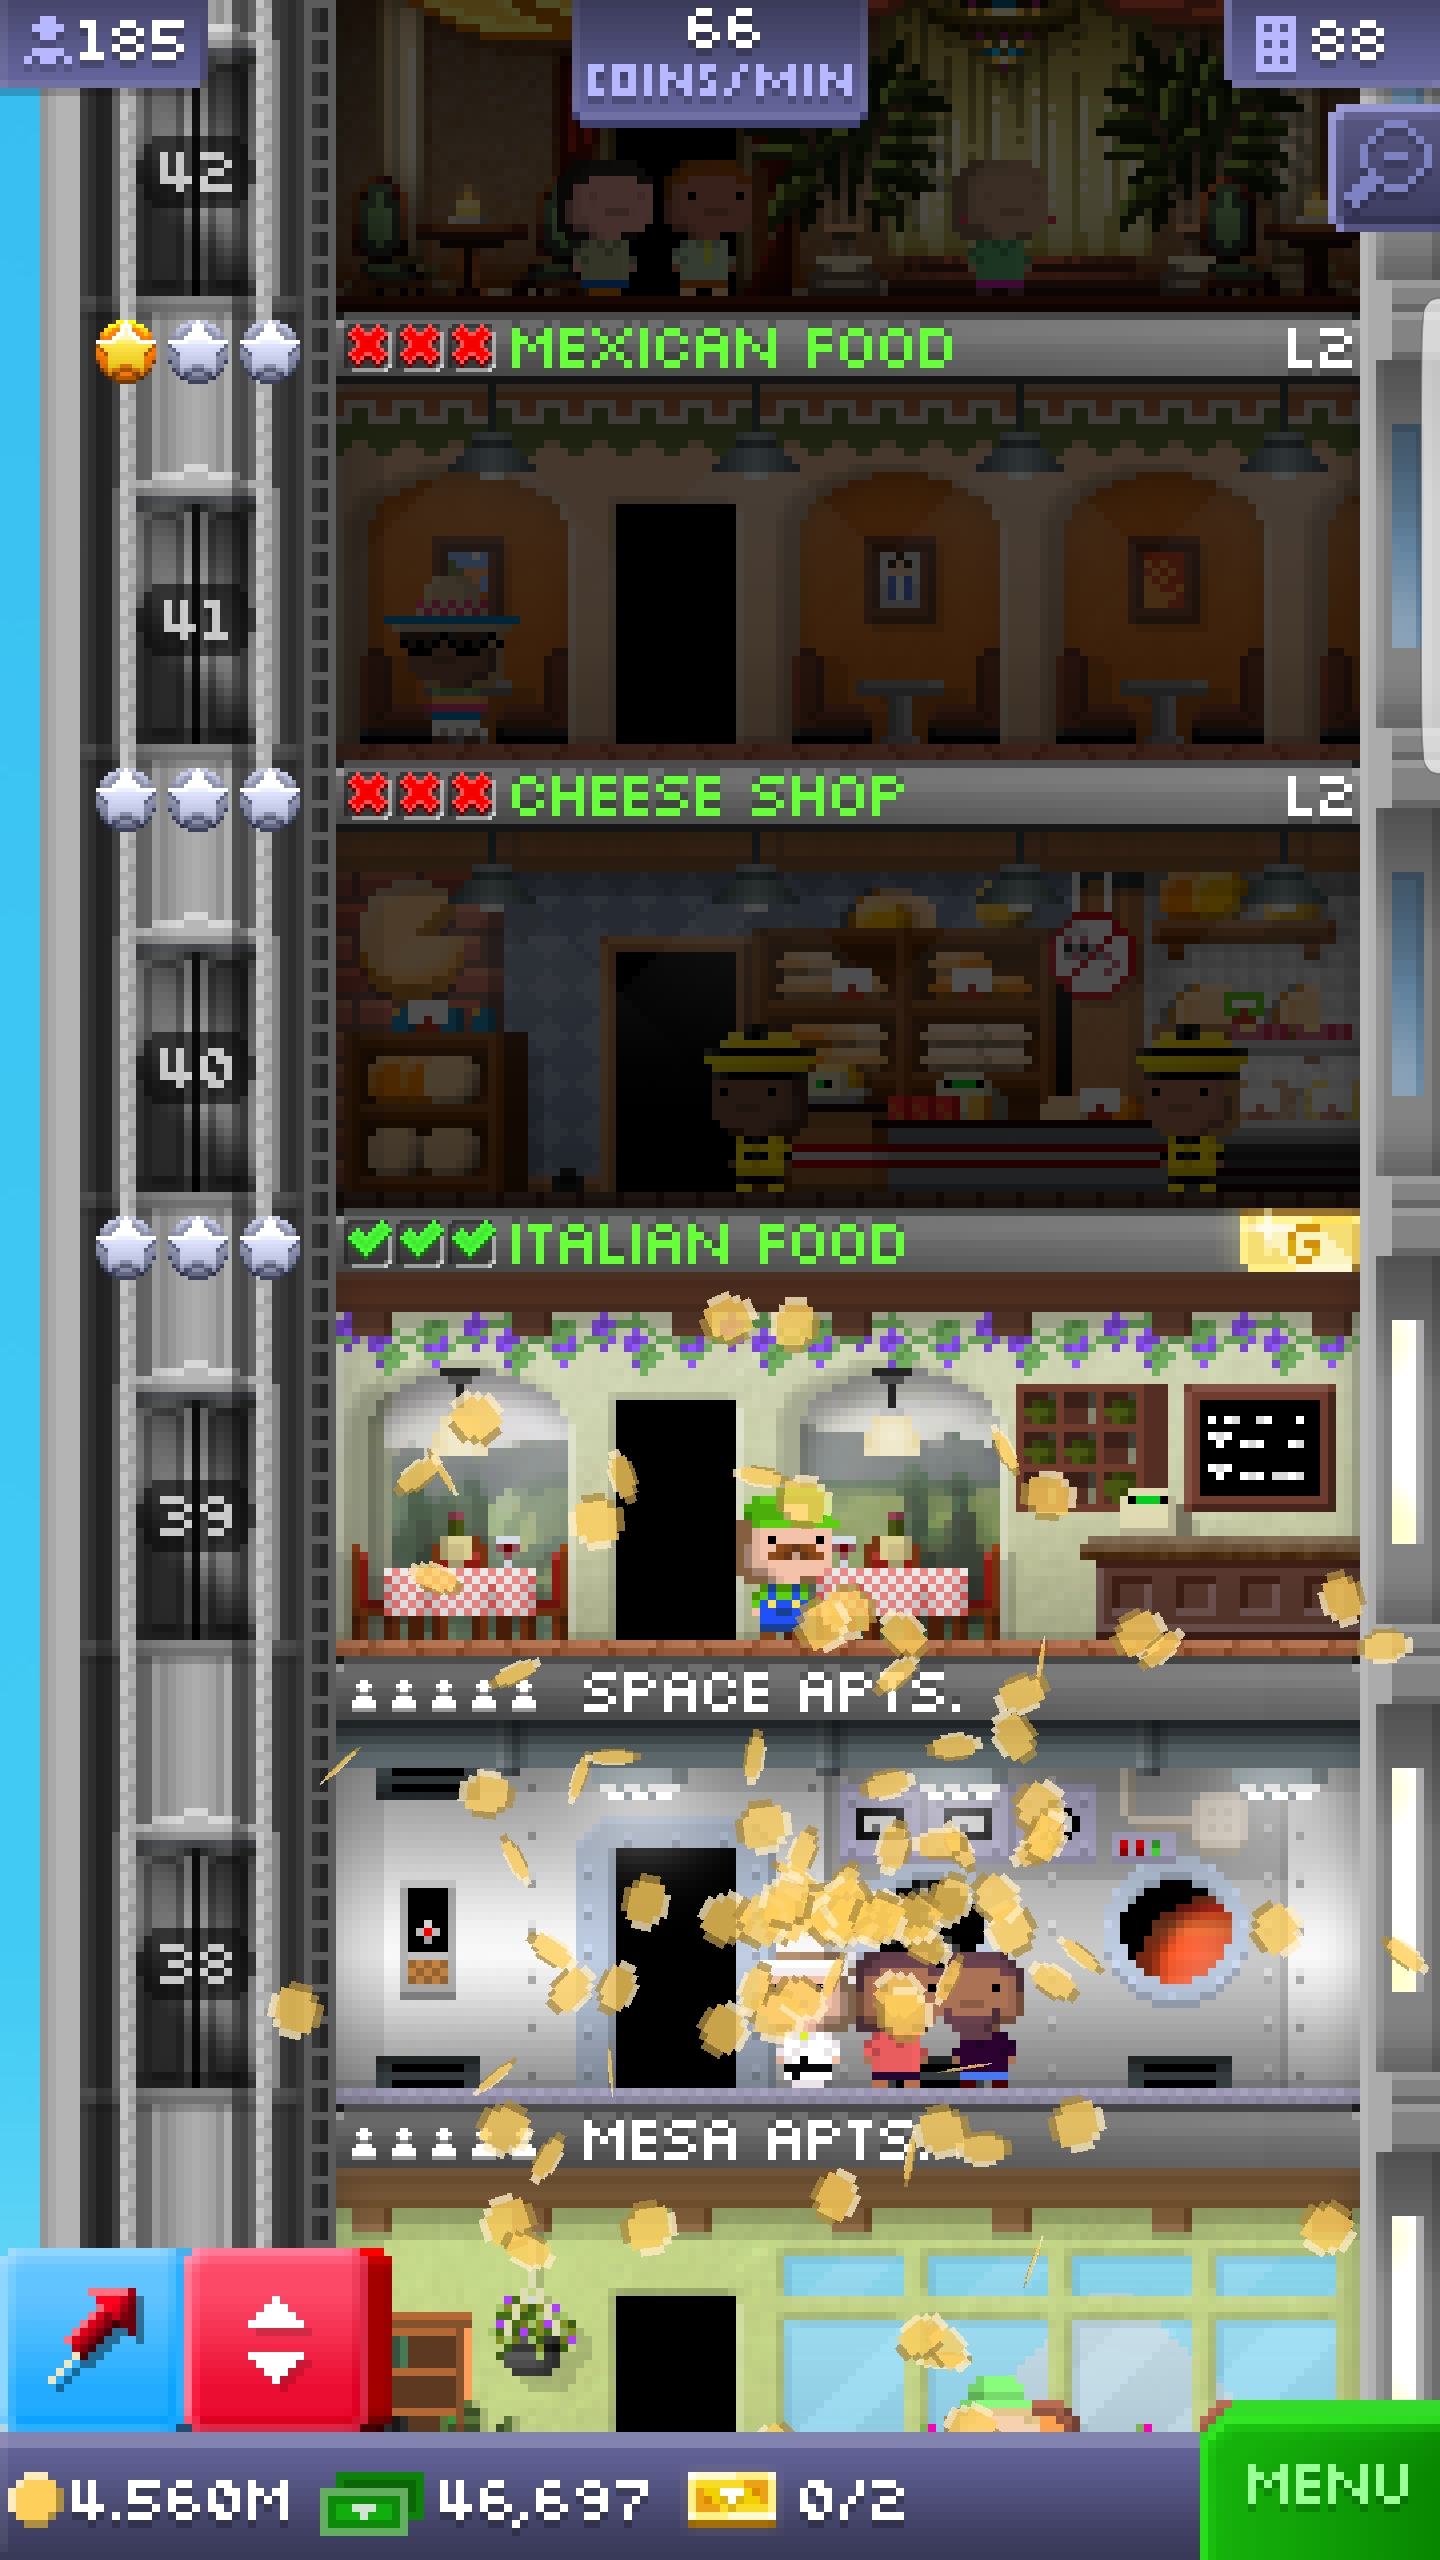 185
66
COINS/MIN
88
42
MEXICAN FOOD L2
41
CHEESE SHOP L2
40
ITALIAN FOOD G
39
SPACE APTS.
38
MESA APTS.
4.560M 46,697 0/2
MENU